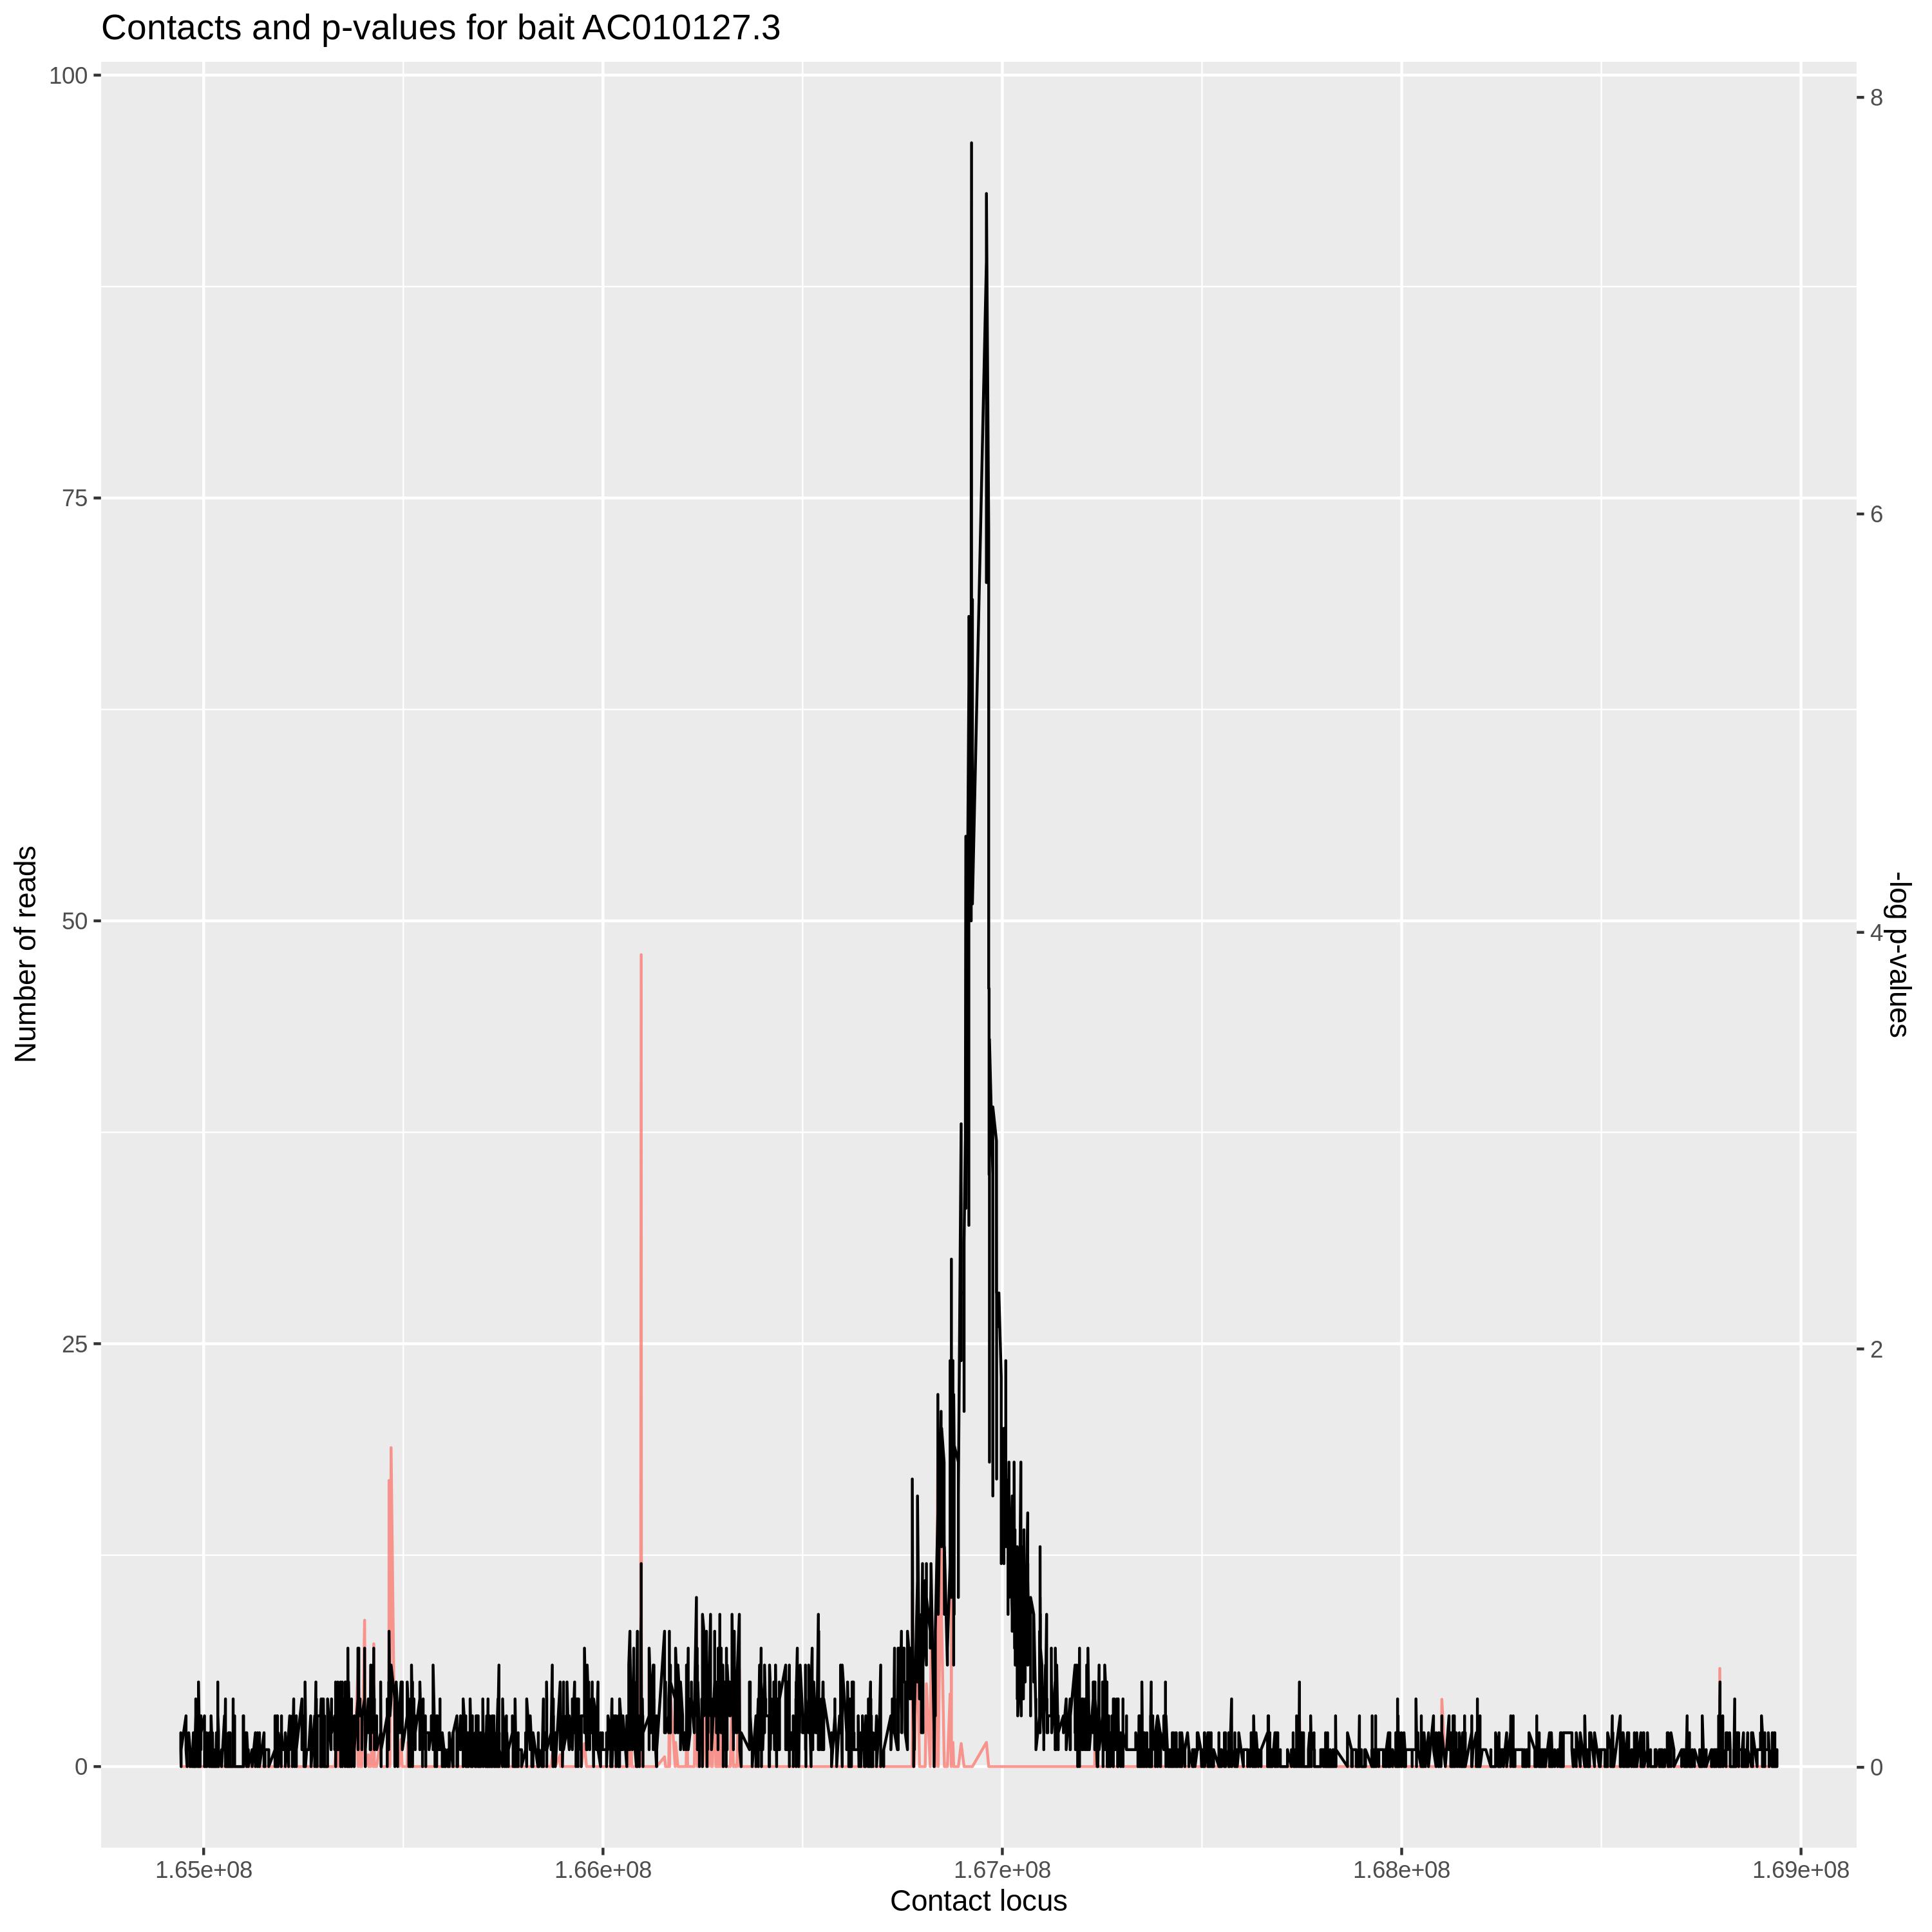 Contacts and p-values for bait AC010127.3
100
75
50
25
0
Number of reads
8
6
4
2
0
-log p-values
1.65e+08
1.66e+08
1.67e+08
1.68e+08
1.69e+08
Contact locus